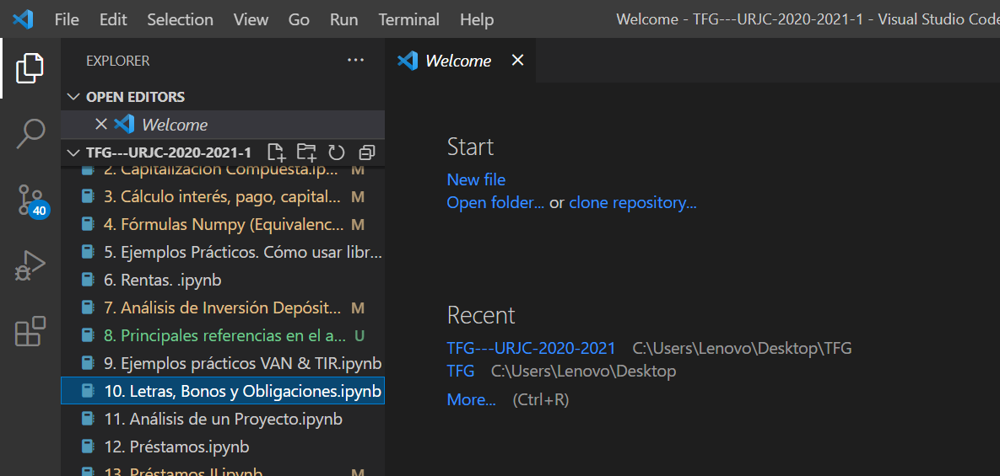 File Edit Selection View Go Run Terminal Help Welcome - TFG---URJC-2020-2021-1 - Visual Studio Code
EXPLORER
OPEN EDITORS
Welcome
TFG---URJC-2020-2021-1
2. Capitalización Compuesta.ip... M
3. Cálculo interés, pago, capital... M
4. Fórmulas Numpy (Equivalenc... M
5. Ejemplos Prácticos. Cómo usar libr...
6. Rentas. .ipynb
7. Análisis de Inversión Depósit... M
8. Principales referencias en el a... U
9. Ejemplos prácticos VAN & TIR.ipynb
10. Letras, Bonos y Obligaciones.ipynb
11. Análisis de un Proyecto.ipynb
12. Préstamos.ipynb
13. Préstamos II.ipynb M
40
Welcome
Start
New file
Open folder... or clone repository...
Recent
TFG---URJC-2020-2021 C:\Users\Lenovo\Desktop\TFG
TFG C:\Users\Lenovo\Desktop
More... (Ctrl+R)